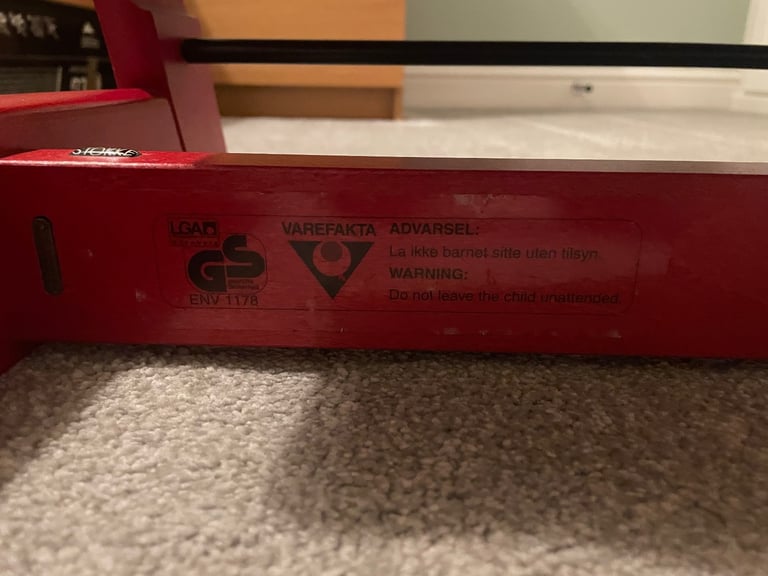 STOKKE
LGA
GS
ENV 1178
VAREFAKTA
ADVARSEL:
La ikke barnet sitte uten tilsyn.
WARNING:
Do not leave the child unattended.